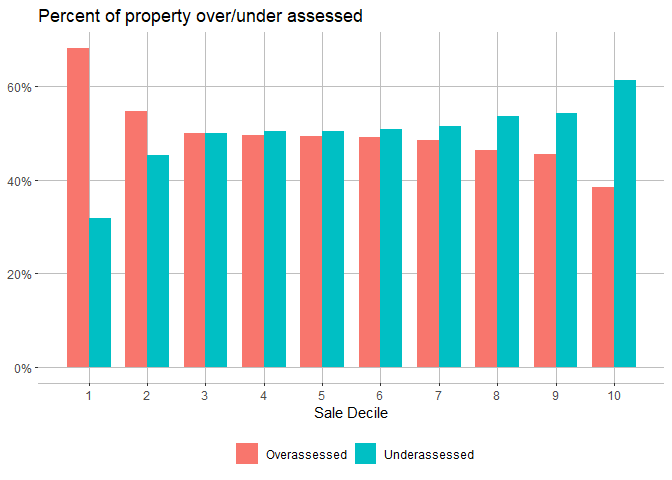 Percent of property over/under assessed
60%
40%
20%
0%
1 2 3 4 5 6 7 8 9 10
Sale Decile
Overassessed Underassessed